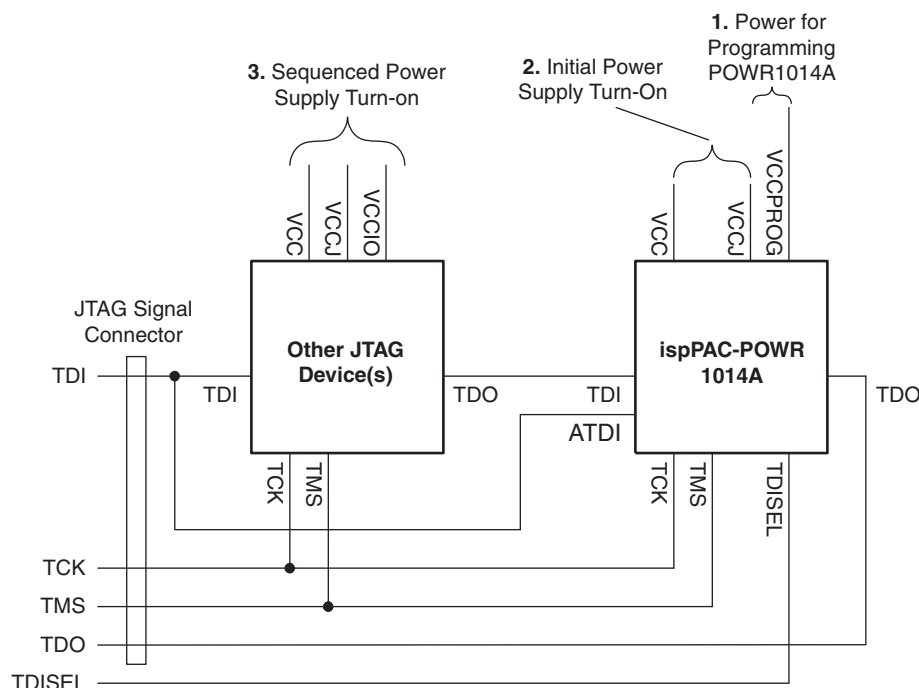 1. Power for
Programming
POWR1014A
2. Initial Power
Supply Turn-On
3. Sequenced Power
Supply Turn-on
VCC
VCCJ
VCCIO
VCC
VCCJ
VCCPROG
JTAG Signal
Connector
Other JTAG
Device(s)
ispPAC-POWR
1014A
TDI
TDI
TDO
TDI
TDO
ATDI
TCK
TMS
TCK
TMS
TDISEL
TCK
TMS
TDO
TDISEL